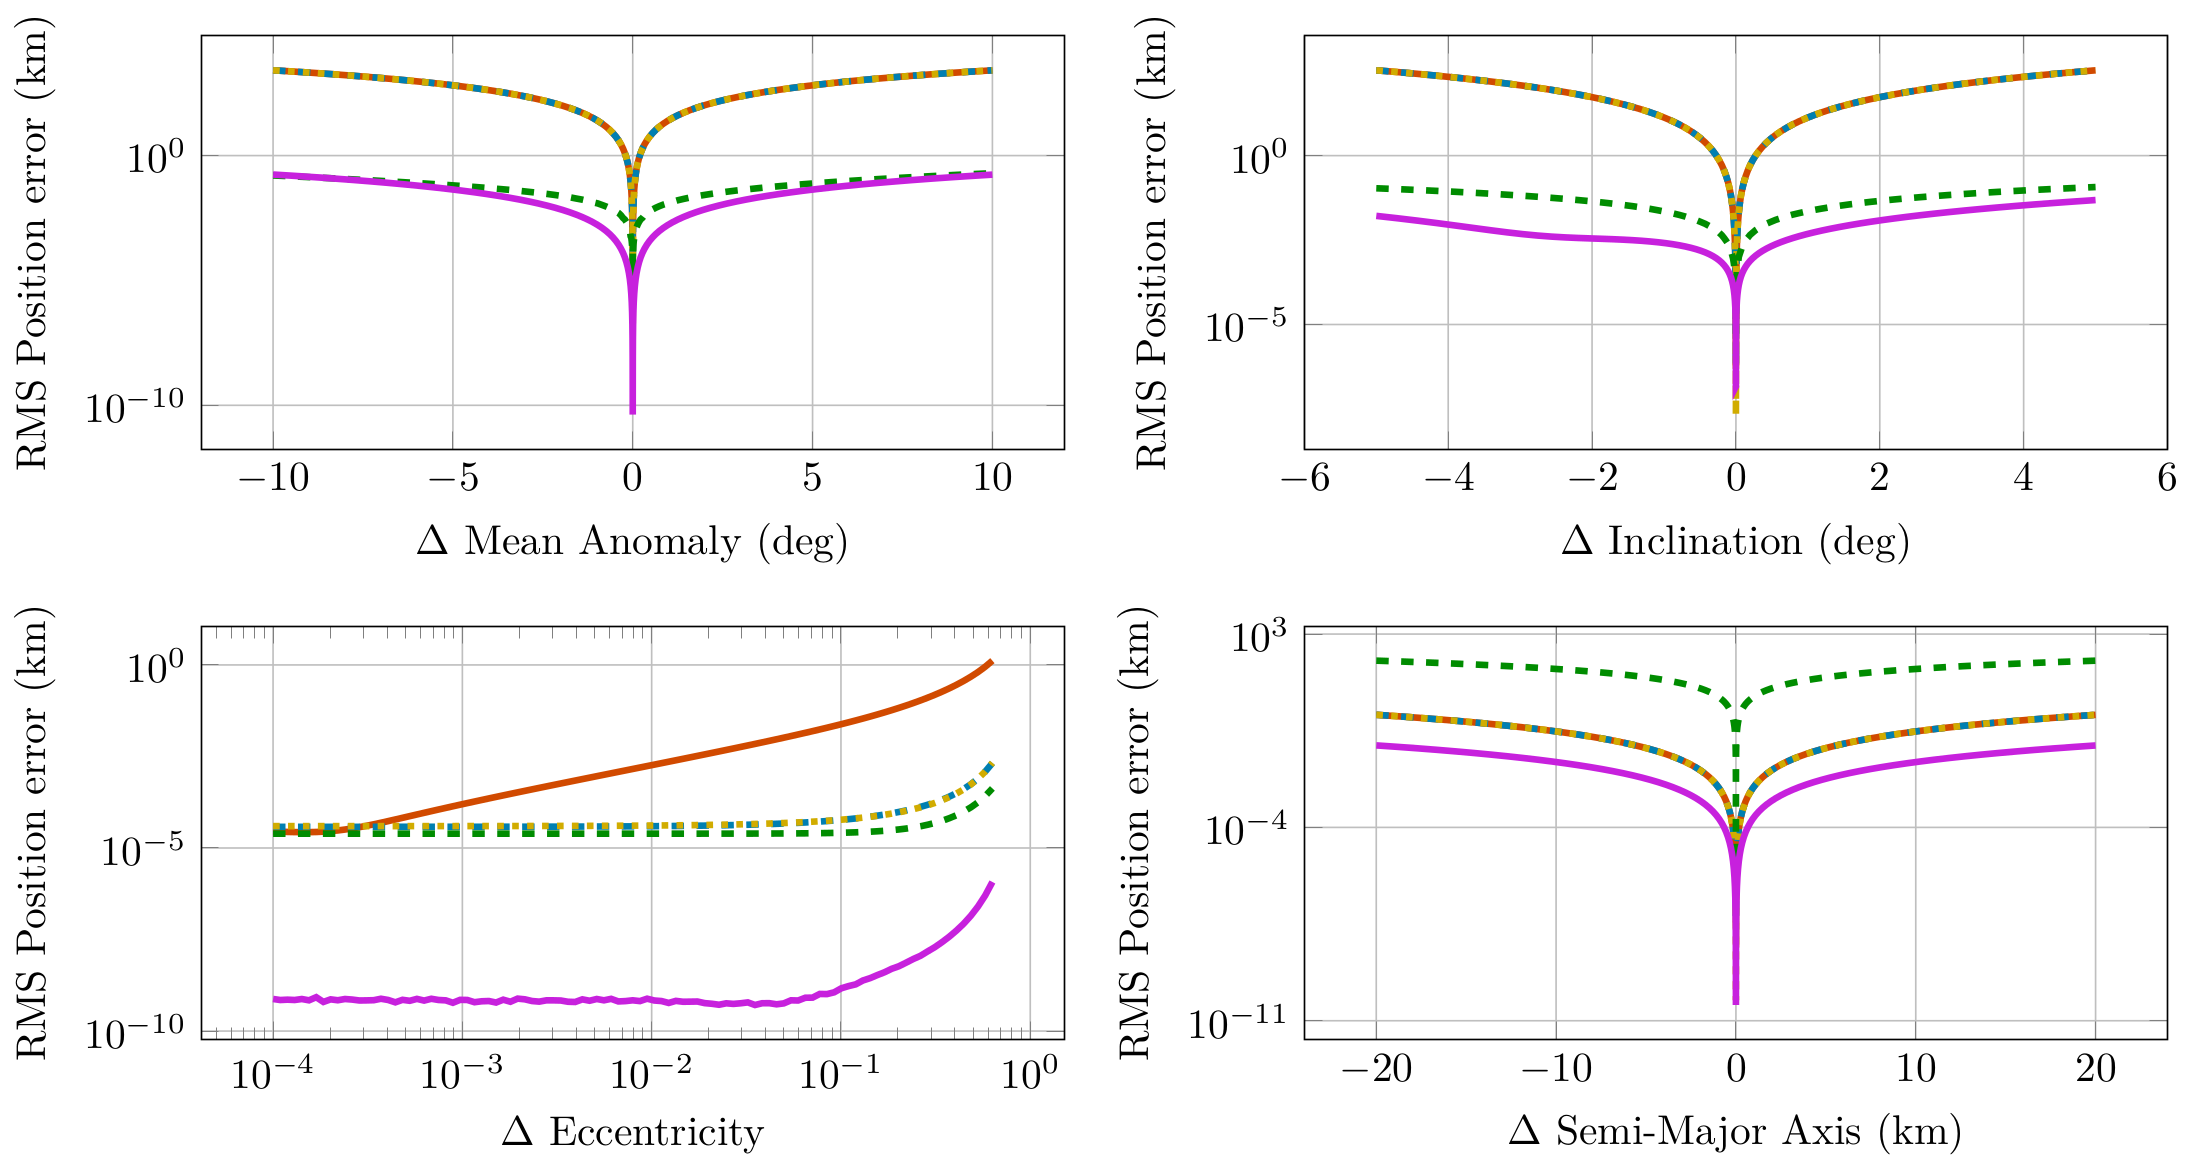 RMS Position error (km)
10^0
10^−10
−10 −5 0 5 10
Δ Mean Anomaly (deg)
RMS Position error (km)
10^0
10^−5
−6 −4 −2 0 2 4 6
Δ Inclination (deg)
RMS Position error (km)
10^0
10^−5
10^−10
10^−4 10^−3 10^−2 10^−1 10^0
Δ Eccentricity
RMS Position error (km)
10^3
10^−4
10^−11
−20 −10 0 10 20
Δ Semi-Major Axis (km)